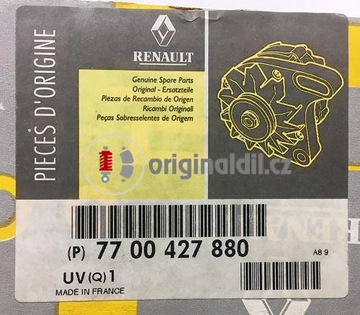 RENAULT
PIECES D'ORIGINE
Genuine Spare Parts
Original - Ersatzteile
Piezas de Recambio de Origen
Ricambi Originali
Peças Sobresselentes de Origem
originaldil.cz
(P) 77 00 427 880
A8 9
UV (Q) 1
MADE IN FRANCE
RENAULT